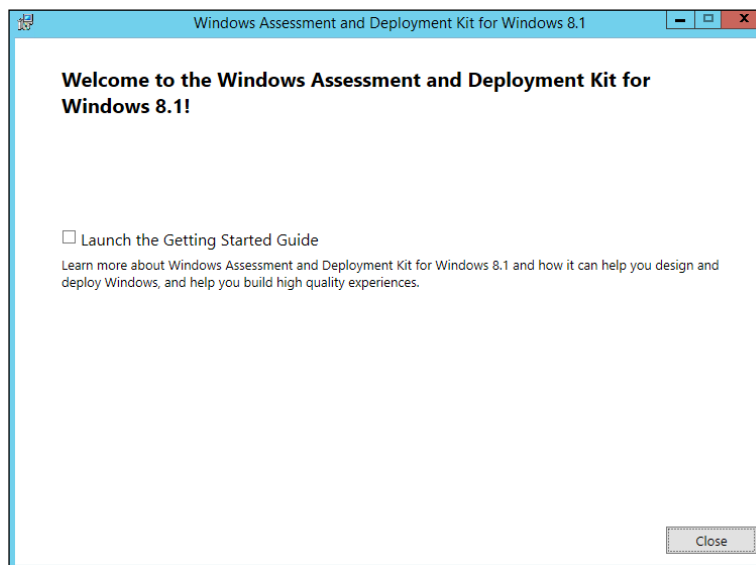 Windows Assessment and Deployment Kit for Windows 8.1
Welcome to the Windows Assessment and Deployment Kit for
Windows 8.1!
Launch the Getting Started Guide
Learn more about Windows Assessment and Deployment Kit for Windows 8.1 and how it can help you design and
deploy Windows, and help you build high quality experiences.
Close